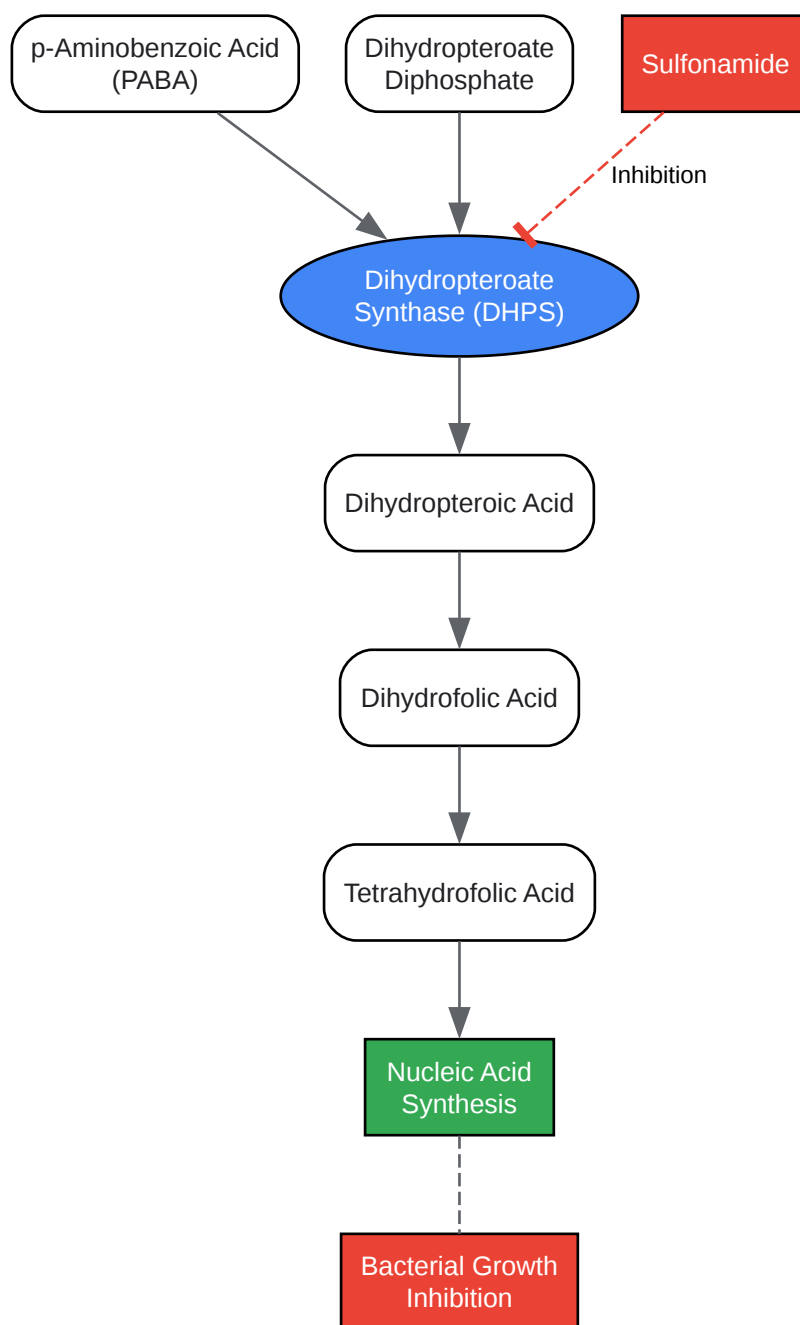 p-Aminobenzoic Acid
(PABA)
Dihydropteroate
Diphosphate
Sulfonamide
Inhibition
Dihydropteroate
Synthase (DHPS)
Dihydropteroic Acid
Dihydrofolic Acid
Tetrahydrofolic Acid
Nucleic Acid
Synthesis
Bacterial Growth
Inhibition